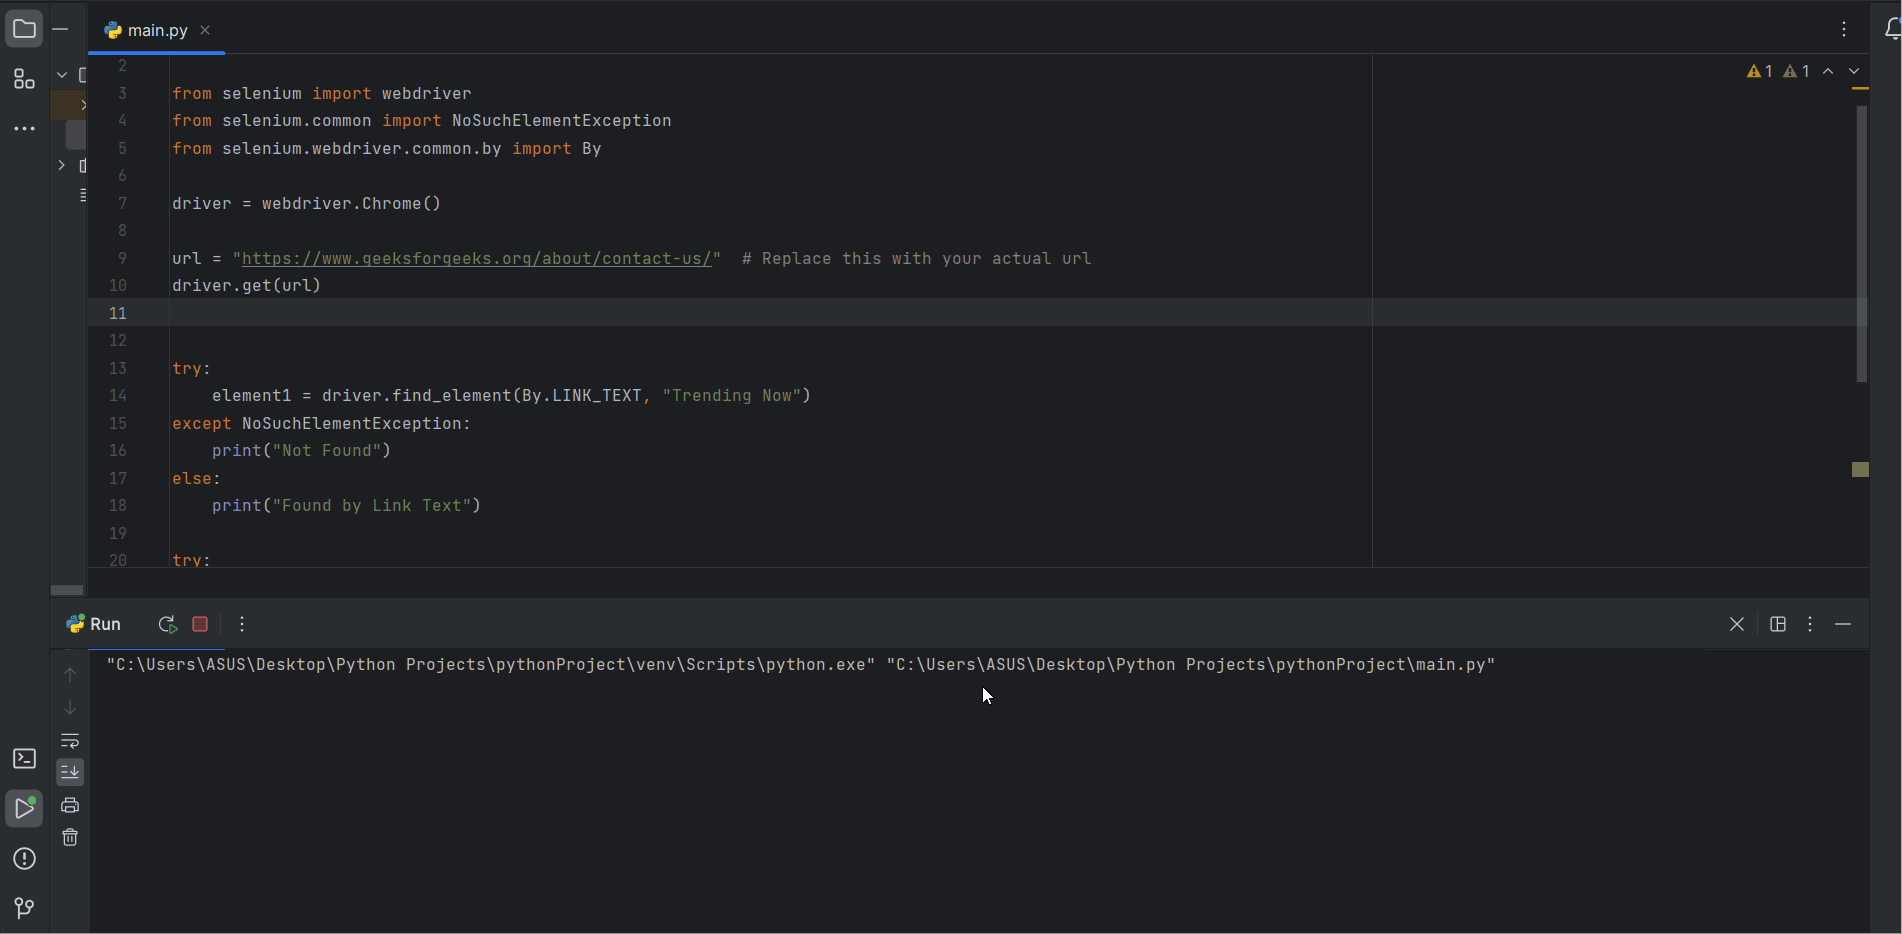 main.py
1 1
2
3 from selenium import webdriver
4 from selenium.common import NoSuchElementException
5 from selenium.webdriver.common.by import By
6
7 driver = webdriver.Chrome()
8
9 url = "https://www.geeksforgeeks.org/about/contact-us/"  # Replace this with your actual url
10 driver.get(url)
11
12
13 try:
14     element1 = driver.find_element(By.LINK_TEXT, "Trending Now")
15 except NoSuchElementException:
16     print("Not Found")
17 else:
18     print("Found by Link Text")
19
20 try:
Run
"C:\Users\ASUS\Desktop\Python Projects\pythonProject\venv\Scripts\python.exe" "C:\Users\ASUS\Desktop\Python Projects\pythonProject\main.py"